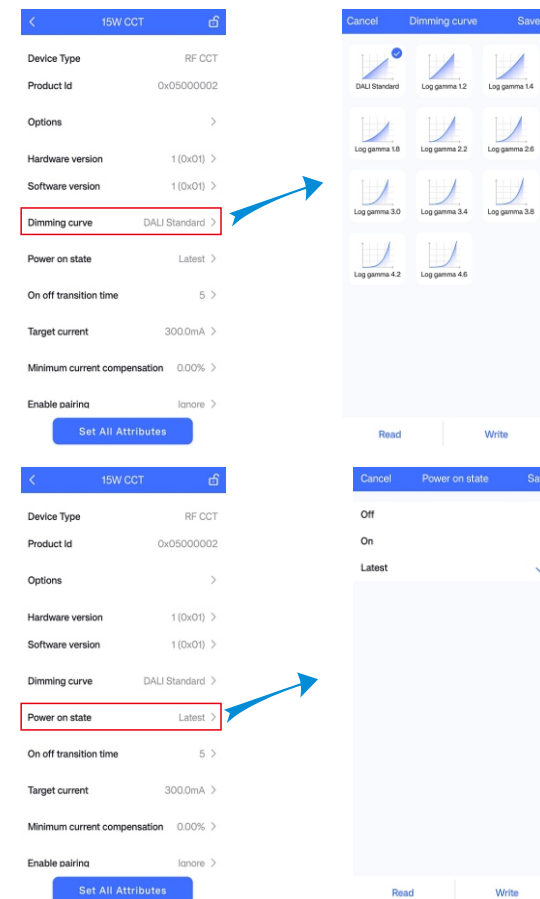 15W CCT
Device Type RF CCT
Product Id 0x05000002
Options
Hardware version 1 (0x01)
Software version 1 (0x01)
Dimming curve DALI Standard
Power on state Latest
On off transition time 5
Target current 300.0mA
Minimum current compensation 0.00%
Enable pairing Ignore
Set All Attributes
Cancel Dimming curve Save
DALI Standard Log gamma 1.2 Log gamma 1.4
Log gamma 1.8 Log gamma 2.2 Log gamma 2.6
Log gamma 3.0 Log gamma 3.4 Log gamma 3.8
Log gamma 4.2 Log gamma 4.6
Read Write
15W CCT
Device Type RF CCT
Product Id 0x05000002
Options
Hardware version 1 (0x01)
Software version 1 (0x01)
Dimming curve DALI Standard
Power on state Latest
On off transition time 5
Target current 300.0mA
Minimum current compensation 0.00%
Enable pairing Ignore
Set All Attributes
Cancel Power on state Sa
Off
On
Latest
Read Write